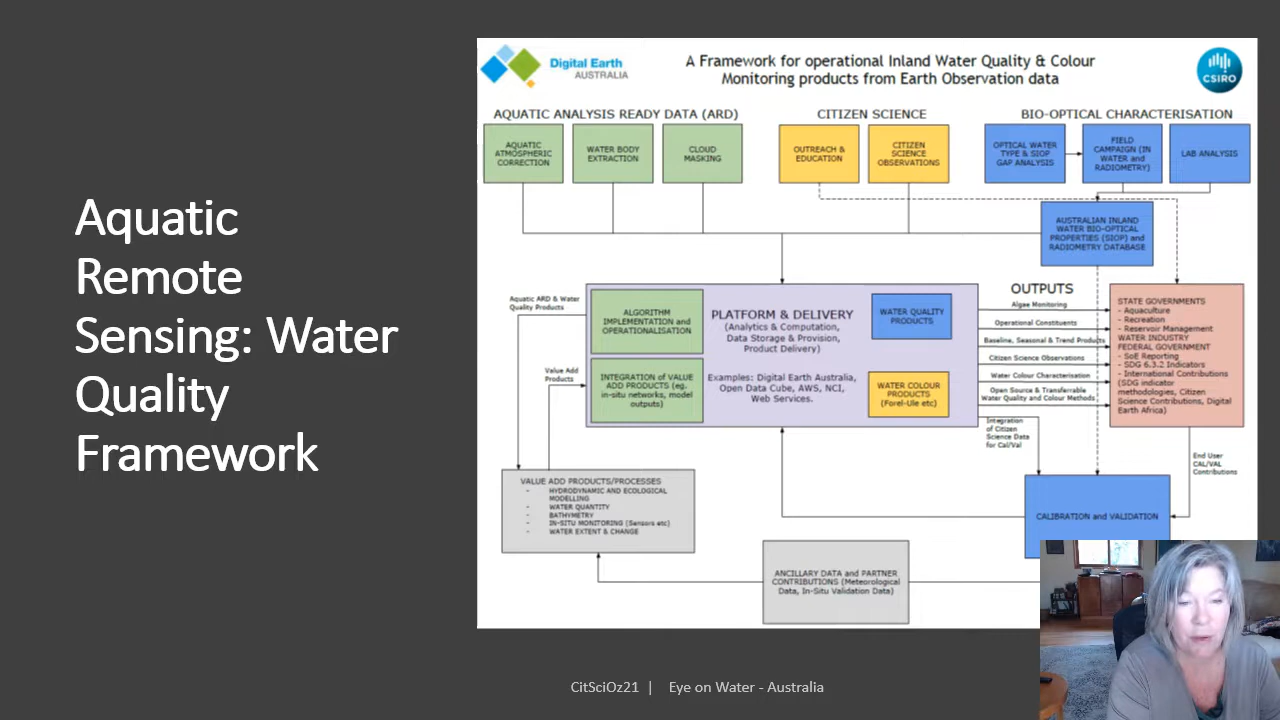 Aquatic
Remote
Sensing: Water
Quality
Framework
Digital Earth
AUSTRALIA
A Framework for operational Inland Water Quality & Colour
Monitoring products from Earth Observation data
CSIRO
AQUATIC ANALYSIS READY DATA (ARD)
CITIZEN SCIENCE
BIO-OPTICAL CHARACTERISATION
AQUATIC
ATMOSPHERIC
CORRECTION
WATER BODY
EXTRACTION
CLOUD
MASKING
OUTREACH &
EDUCATION
CITIZEN
SCIENCE
OBSERVATIONS
OPTICAL WATER
TYPE & SIOP
GAP ANALYSIS
FIELD
CAMPAIGN (IN
WATER and
RADIOMETRY)
LAB ANALYSIS
AUSTRALIAN INLAND
WATER BIO-OPTICAL
PROPERTIES (SIOP) and
RADIOMETRY DATABASE
Aquatic ARD & Water
Quality Products
Value Add
Products
ALGORITHM
IMPLEMENTATION and
OPERATIONALISATION
INTEGRATION of VALUE
ADD PRODUCTS (eg.
in-situ networks, model
outputs)
PLATFORM & DELIVERY
(Analytics & Computation,
Data Storage & Provision,
Product Delivery)
Examples: Digital Earth Australia,
Open Data Cube, AWS, NCI,
Web Services.
WATER QUALITY
PRODUCTS
WATER COLOUR
PRODUCTS
(Forel-Ule etc)
OUTPUTS
Algae Monitoring
Operational Constituents
Baseline, Seasonal & Trend Products
Citizen Science Observations
Water Colour Characterisation
Open Source & Transferrable
Water Quality and Colour Methods
Integration
of Citizen
Science Data
for Cal/Val
STATE GOVERNMENTS
- Aquaculture
- Recreation
- Reservoir Management
WATER INDUSTRY
FEDERAL GOVERNMENT
- SoE Reporting
- SDG 6.3.2 Indicators
- International Contributions
(SDG indicator
methodologies, Citizen
Science Contributions, Digital
Earth Africa)
End User
CAL/VAL
Contributions
VALUE ADD PRODUCTS/PROCESSES
- HYDRODYNAMIC AND ECOLOGICAL
MODELLING
- WATER QUANTITY
- BATHYMETRY
- IN-SITU MONITORING (Sensors etc)
- WATER EXTENT & CHANGE
CALIBRATION and VALIDATION
ANCILLARY DATA and PARTNER
CONTRIBUTIONS (Meteorological
Data, In-Situ Validation Data)
CitSciOz21 | Eye on Water - Australia